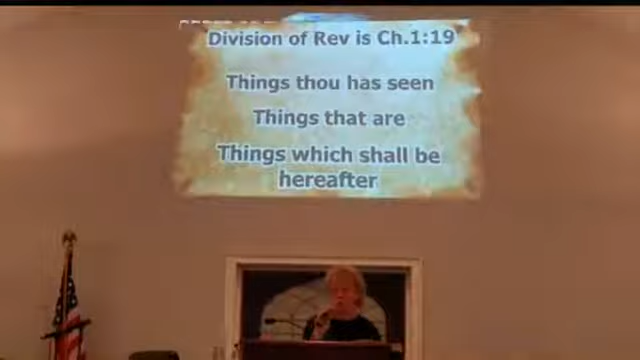 Division of Rev is Ch.1:19
Things thou has seen
Things that are
Things which shall be
hereafter